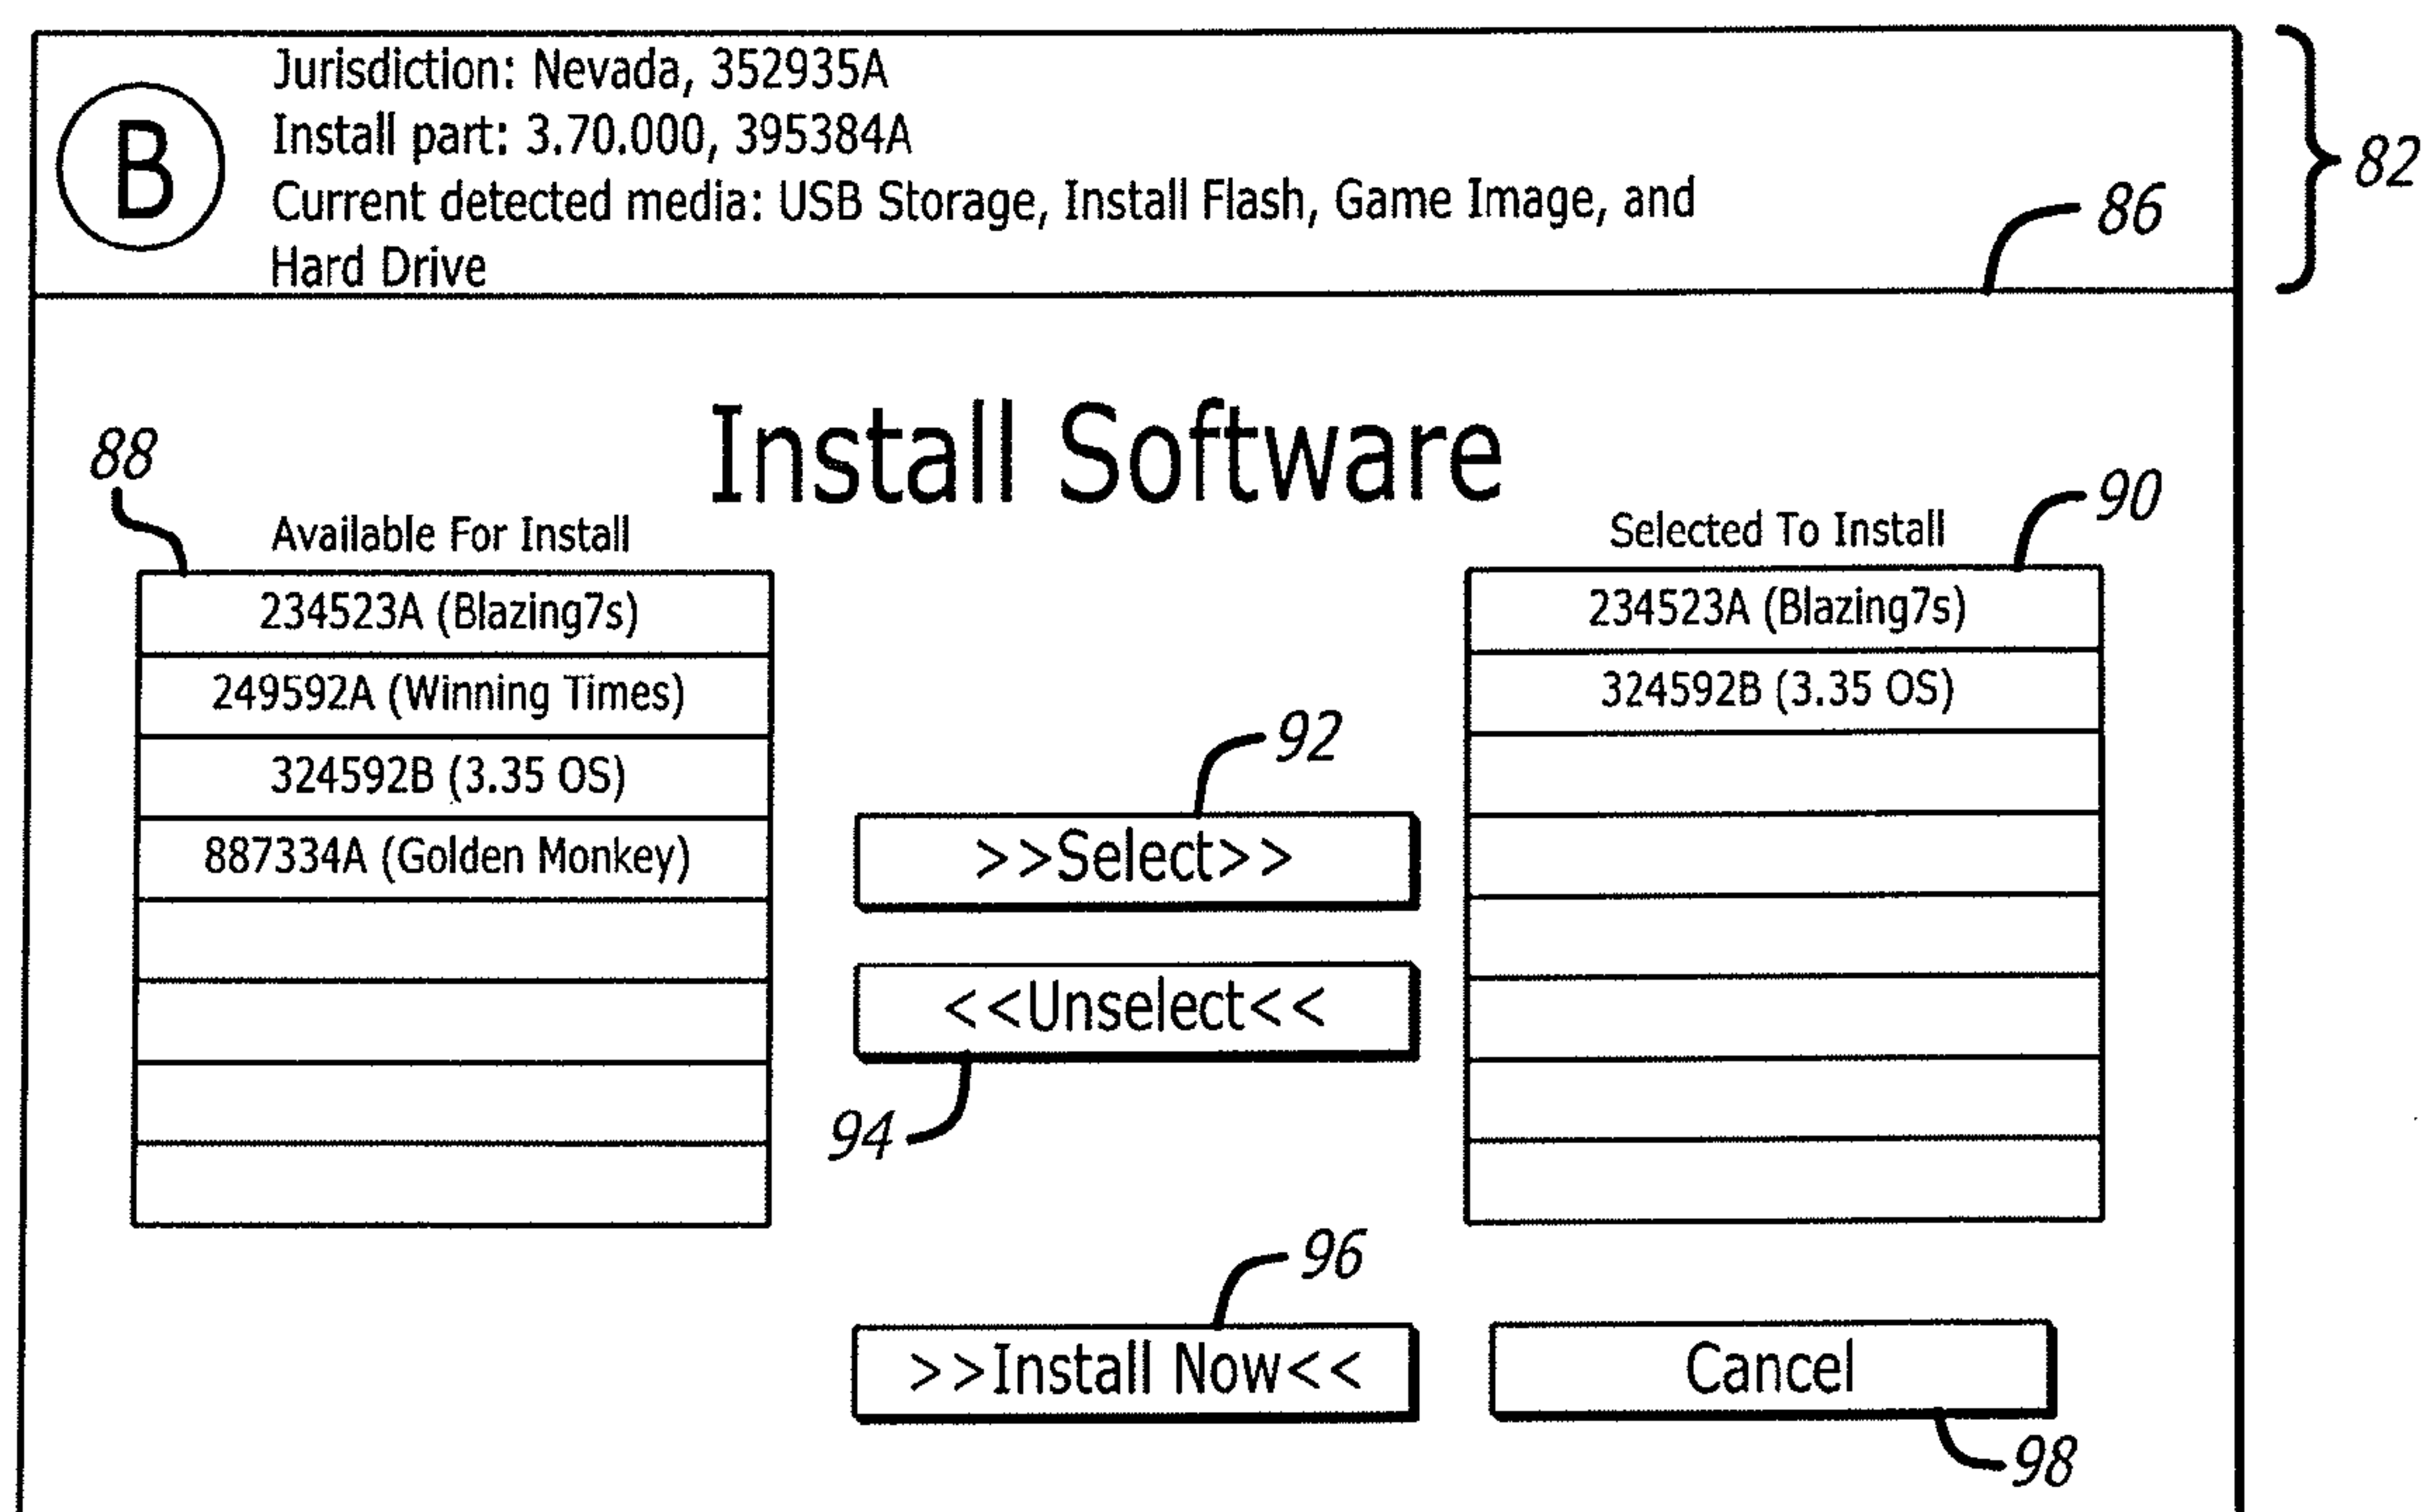 B
Jurisdiction: Nevada, 352935A
Install part: 3.70.000, 395384A
Current detected media: USB Storage, Install Flash, Game Image, and
Hard Drive
82
86
Install Software
88
90
Available For Install
Selected To Install
234523A (Blazing7s)
249592A (Winning Times)
324592B (3.35 OS)
887334A (Golden Monkey)
234523A (Blazing7s)
324592B (3.35 OS)
92
>>Select>>
<<Unselect<<
94
96
>>Install Now<<
Cancel
98